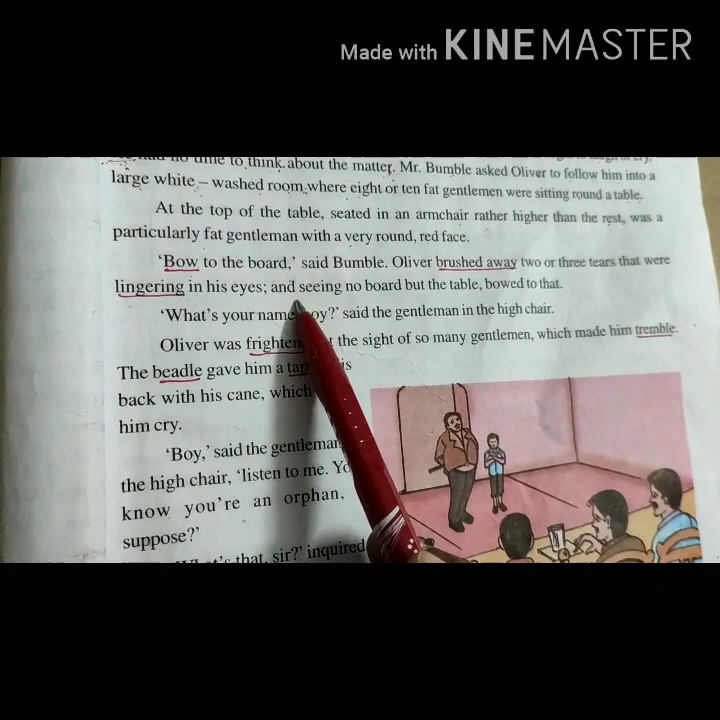 Made with KINEMASTER
had no time to think about the matter. Mr. Bumble asked Oliver to follow him into a
large white – washed room where eight or ten fat gentlemen were sitting round a table.
At the top of the table, seated in an armchair rather higher than the rest, was a
particularly fat gentleman with a very round, red face.
‘Bow to the board,’ said Bumble. Oliver brushed away two or three tears that were
lingering in his eyes; and seeing no board but the table, bowed to that.
‘What's your name, boy?’ said the gentleman in the high chair.
Oliver was the sight of so many gentlemen, which made him tremble.
The beadle gave him a tap
back with his cane, which
him cry.
‘Boy,’ said the gentleman
the high chair, ‘listen to me.
know you're an orphan,
suppose?’
that, sir?’ inquired